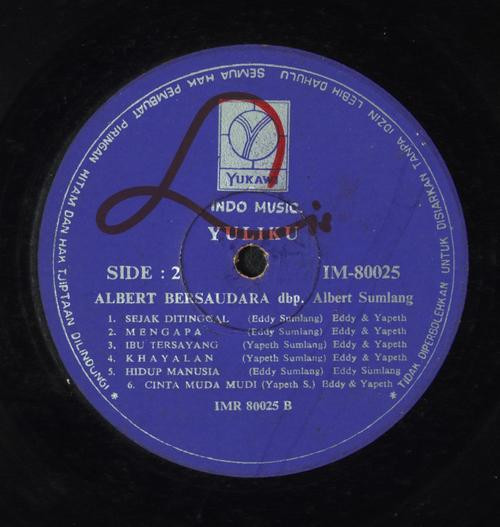 SEMUA HAK PEMBUAT PIRINGAN HITAM DAN HAK TJIPTAAN DILINDUNGI * TIDAK DIPERBOLEHKAN UNTUK DISIARKAN TANPA IDZIN LEBIH DAHULU
YUKAWI
INDO MUSIC
YULIKU
SIDE : 2 IM-80025
ALBERT BERSAUDARA dbp. Albert Sumlang
1. SEJAK DITINGGAL (Eddy Sumlang) Eddy & Yapeth
2. MENGAPA (Eddy Sumlang) Eddy & Yapeth
3. IBU TERSAYANG (Yapeth Sumlang) Eddy & Yapeth
4. KHAYALAN (Yapeth Sumlang) Eddy & Yapeth
5. HIDUP MANUSIA (Eddy Sumlang) Eddy Sumlang
6. CINTA MUDA MUDI (Yapeth S.) Eddy & Yapeth
IMR 80025 B